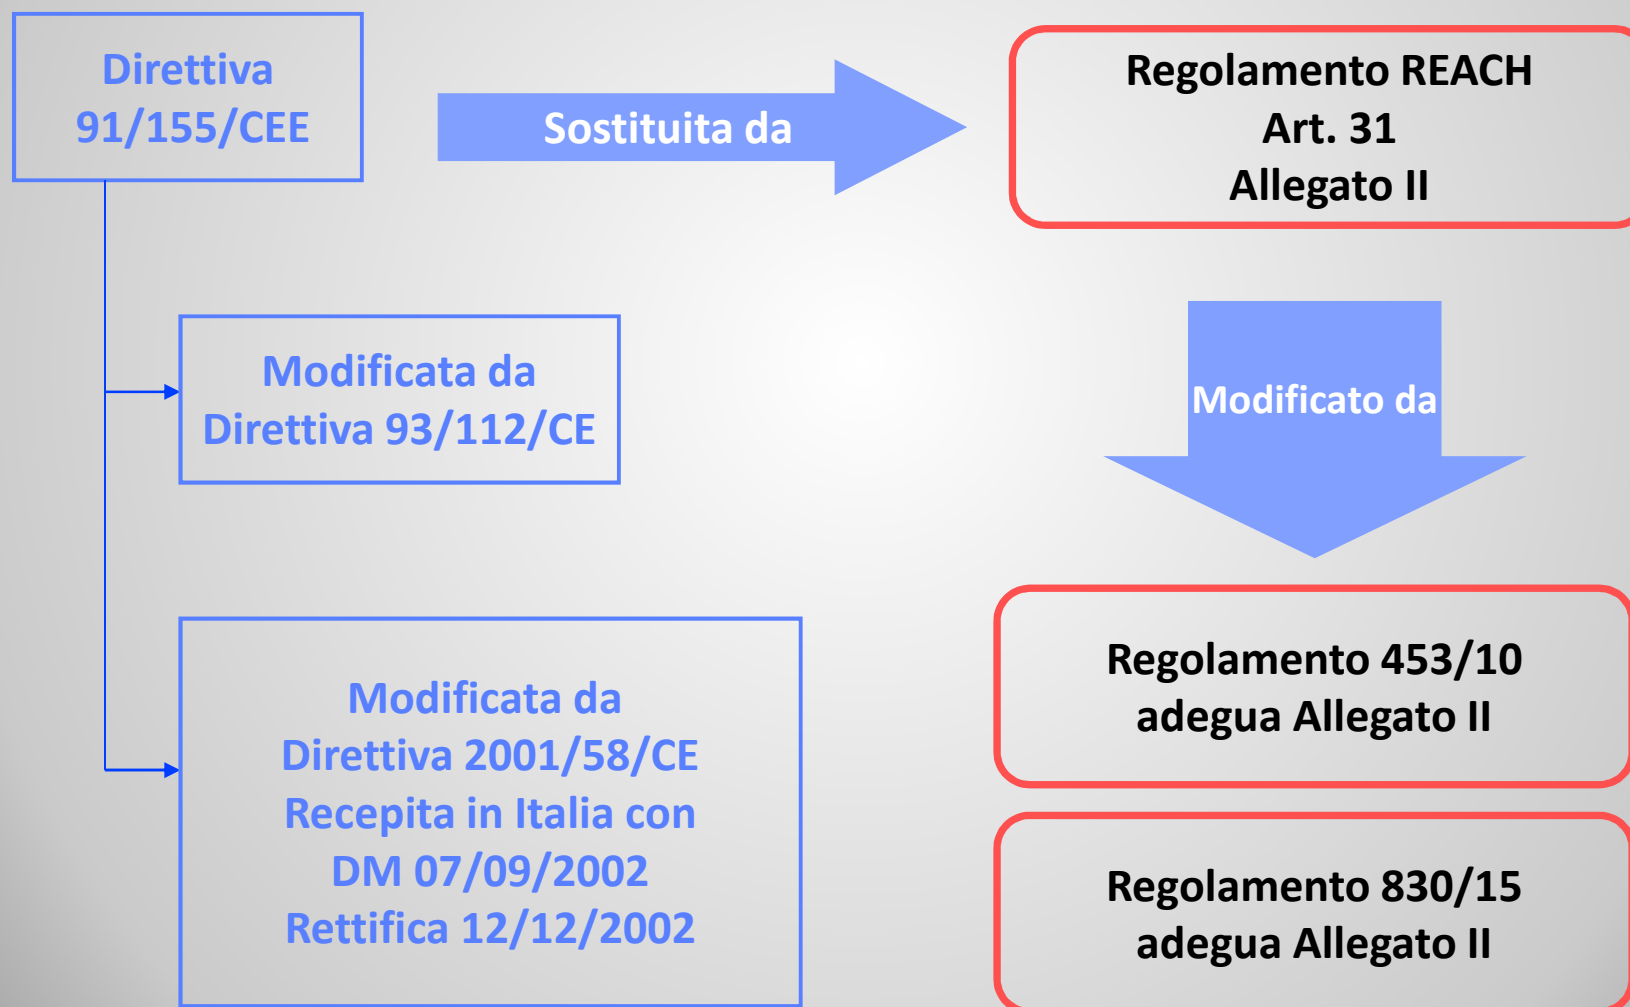 Direttiva
91/155/CEE
Sostituita da
Regolamento REACH
Art. 31
Allegato II
Modificata da
Direttiva 93/112/CE
Modificato da
Modificata da
Direttiva 2001/58/CE
Recepita in Italia con
DM 07/09/2002
Rettifica 12/12/2002
Regolamento 453/10
adegua Allegato II
Regolamento 830/15
adegua Allegato II